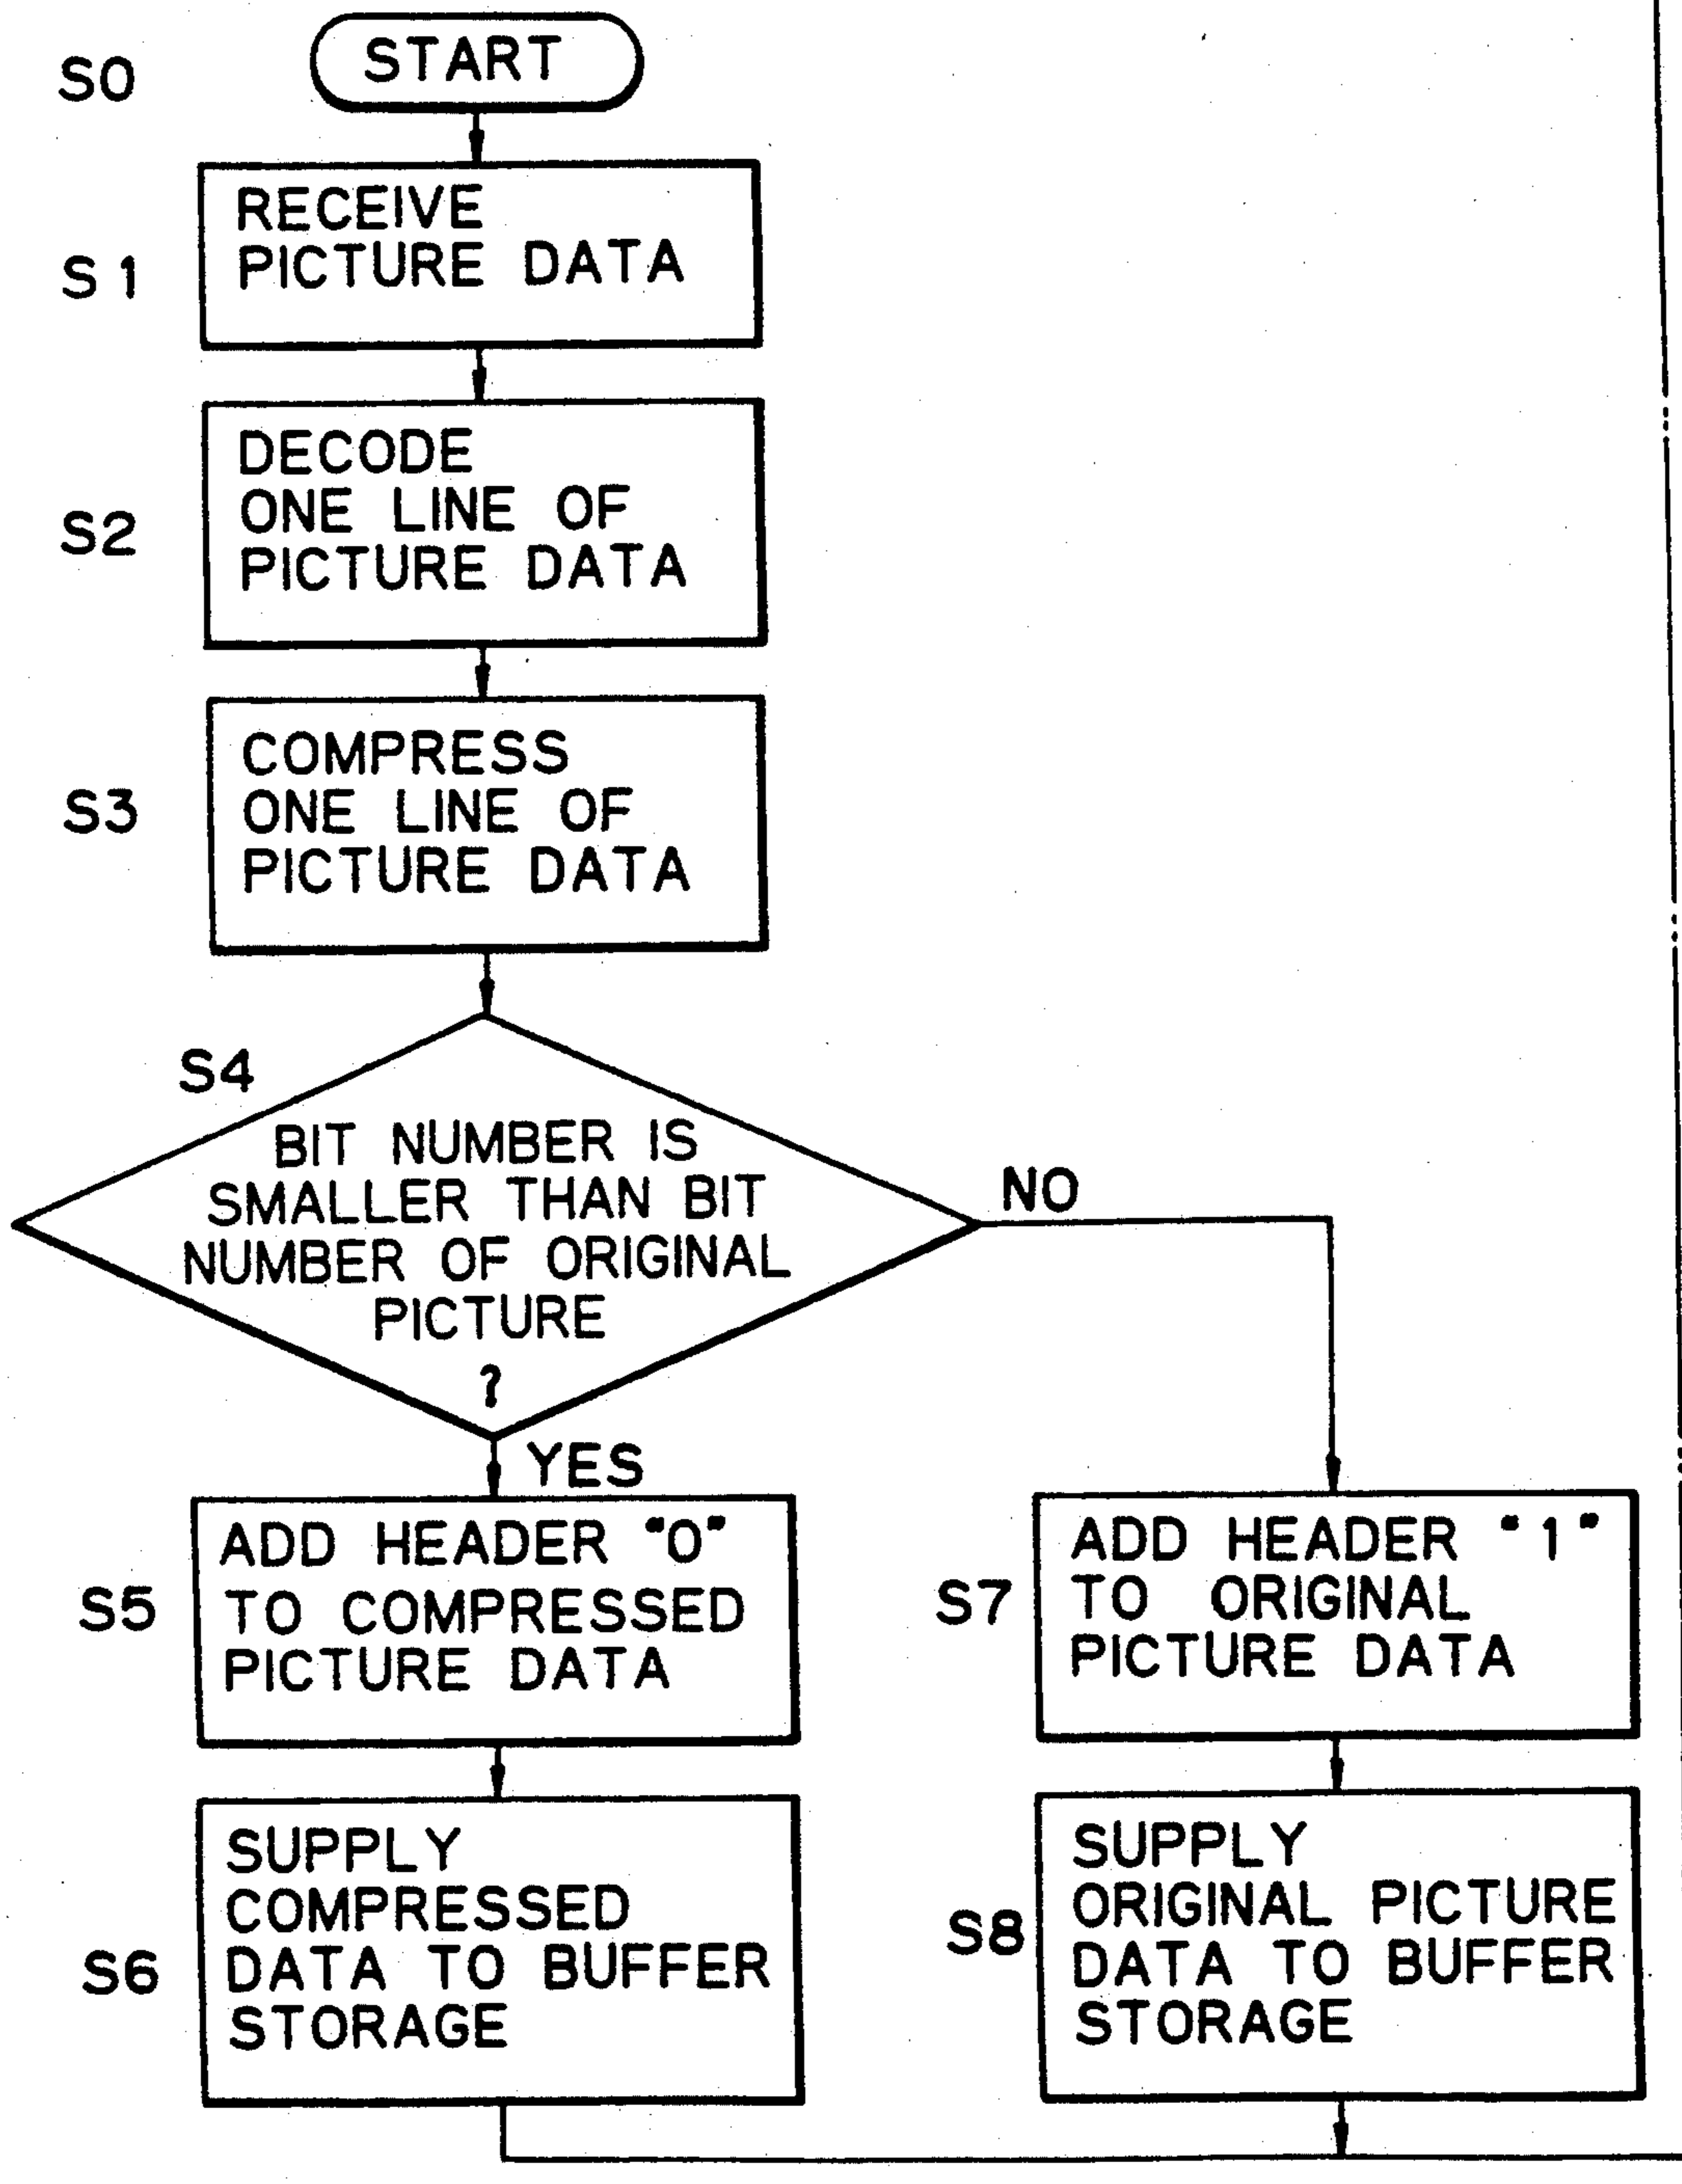 S0
START
S1
RECEIVE
PICTURE DATA
S2
DECODE
ONE LINE OF
PICTURE DATA
S3
COMPRESS
ONE LINE OF
PICTURE DATA
S4
BIT NUMBER IS
SMALLER THAN BIT
NUMBER OF ORIGINAL
PICTURE
?
NO
YES
S5
ADD HEADER "0"
TO COMPRESSED
PICTURE DATA
S7
ADD HEADER "1"
TO ORIGINAL
PICTURE DATA
S6
SUPPLY
COMPRESSED
DATA TO BUFFER
STORAGE
S8
SUPPLY
ORIGINAL PICTURE
DATA TO BUFFER
STORAGE